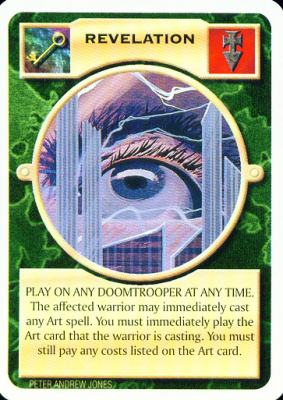 REVELATION
PLAY ON ANY DOOMTROOPER AT ANY TIME.
The affected warrior may immediately cast
any Art spell. You must immediately play the
Art card that the warrior is casting. You must
still pay any costs listed on the Art card.
PETER ANDREW JONES